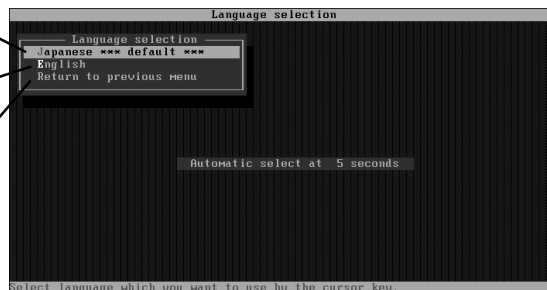 Language selection
Language selection
Japanese *** default ***
English
Return to previous menu
Automatic select at 5 seconds
Select language which you want to use by the cursor key.